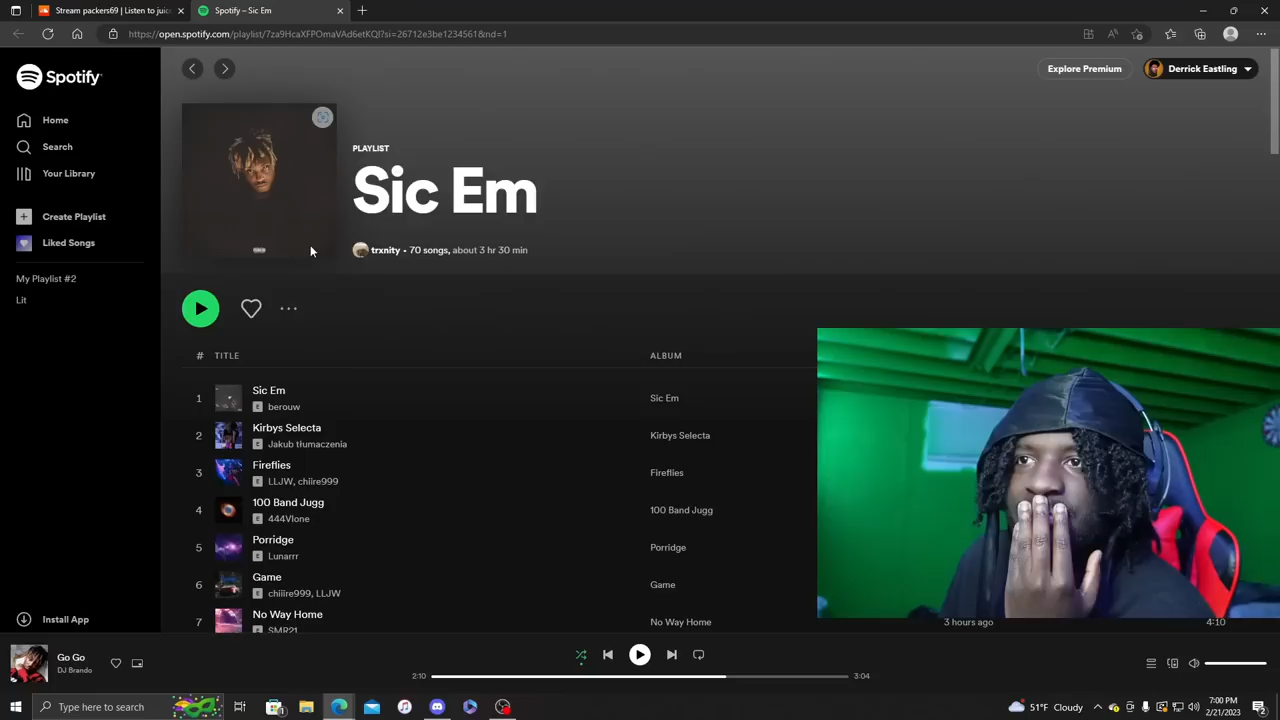 Stream packers69 | Listen to juice
Spotify – Sic Em
https://open.spotify.com/playlist/7za9HcaXFPOmaVAd6etKQI?si=26712e3be1234561&nd=1
Spotify
Explore Premium
Derrick Eastling
Home
Search
Your Library
Create Playlist
Liked Songs
My Playlist #2
Lit
Install App
PLAYLIST
Sic Em
trxnity • 70 songs, about 3 hr 30 min
# TITLE ALBUM
1 Sic Em Sic Em
E berouw
2 Kirbys Selecta Kirbys Selecta
E Jakub tłumaczenia
3 Fireflies Fireflies
E LLJW, chiire999
4 100 Band Jugg 100 Band Jugg
E 444Vlone
5 Porridge Porridge
E Lunarrr
6 Game Game
E chiiire999, LLJW
7 No Way Home No Way Home 3 hours ago 4:10
E SMR21
Go Go
DJ Brando
2:10 3:04
Type here to search
51°F Cloudy
7:00 PM
2/21/2023